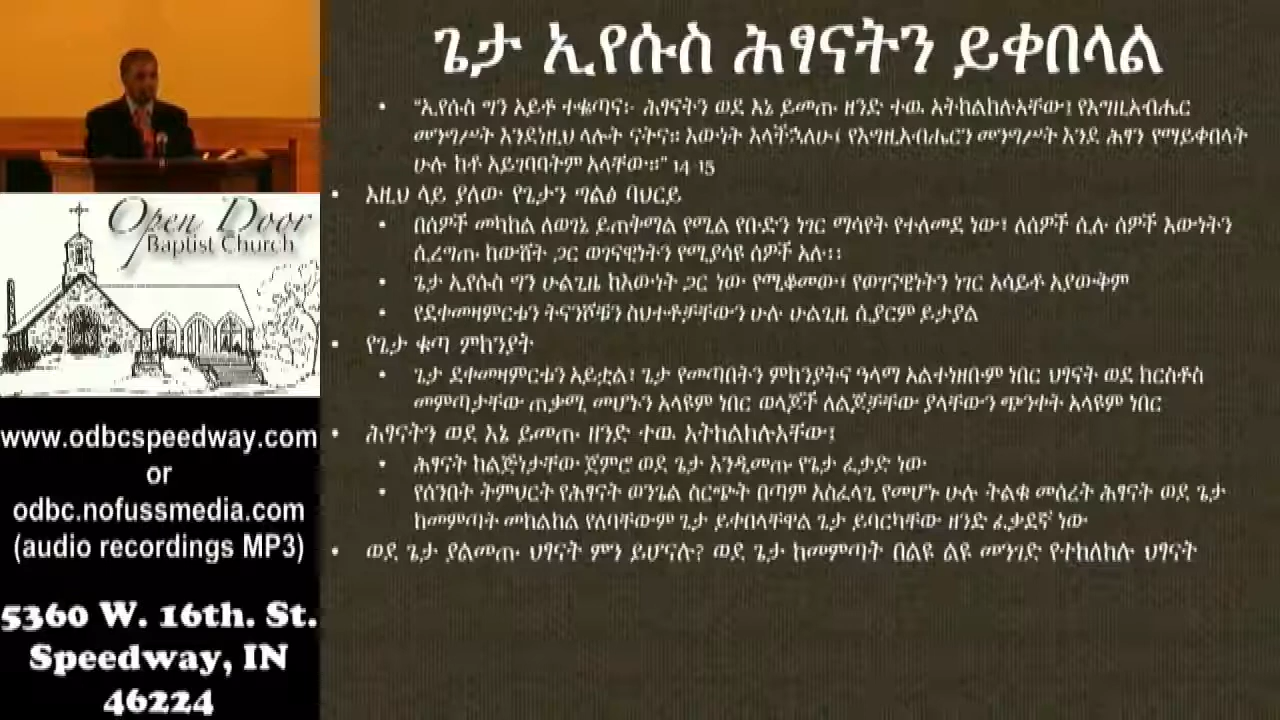 ጌታ ኢየሱስ ሕፃናትን ይቀበላል
• "ኢየሱስ ግን አይቶ ተቈጣና፦ ሕፃናትን ወደ እኔ ይመጡ ዘንድ ተዉ አትከልክሉአቸው፤ የእግዚአብሔር
መንግሥት እንደነዚህ ላሉት ናትና። እውነት እላችኋለሁ፤ የእግዚአብሔርን መንግሥት እንደ ሕፃን የማይቀበላት
ሁሉ ከቶ አይገባባትም አላቸው።" 14-15
• እዚህ ላይ ያለው የጌታን ግልፅ ባህርይ
• በሰዎች መካከል ለወገኔ ይጠቅማል የሚል የቡድን ነገር ማሳየት የተለመደ ነው፣ ለሰዎች ሲሉ ሰዎች እውነትን
ሲረግጡ ከውሸት ጋር ወገናዊነትን የሚያሳዩ ሰዎች አሉ፡፡
• ጌታ ኢየሱስ ግን ሁልጊዜ ከእውነት ጋር ነው የሚቆመው፣ የወገናዊነትን ነገር አሳይቶ አያውቅም
• የደቀመዛምርቱን ትናንሾቹን ስህተቶቻቸውን ሁሉ ሁልጊዜ ሲያርም ይታያል
• የጌታ ቁጣ ምክንያት
• ጌታ ደቀመዛምርቱን አይቷል፣ ጌታ የመጣበትን ምክንያትና ዓላማ አልተነዘቡም ነበር ህፃናት ወደ ክርስቶስ
መምጣታቸው ጠቃሚ መሆኑን አላዩም ነበር ወላጆች ለልጆቻቸው ያላቸውን ጭንቀት አላዩም ነበር
• ሕፃናትን ወደ እኔ ይመጡ ዘንድ ተዉ አትከልክሉአቸው፤
• ሕፃናት ከልጅነታቸው ጀምሮ ወደ ጌታ እንዲመጡ የጌታ ፈቃድ ነው
• የሰንበት ትምህርት የሕፃናት ወንጌል ስርጭት በጣም አስፈላጊ የመሆኑ ሁሉ ትልቁ መሰረት ሕፃናት ወደ ጌታ
ከመምጣት መከልከል የለባቸውም ጌታ ይቀበላቸዋል ጌታ ይባርካቸው ዘንድ ፈቃደኛ ነው
• ወደ ጌታ ያልመጡ ህፃናት ምን ይሆናሉ? ወደ ጌታ ከመምጣት በልዩ ልዩ መንገድ የተከለከሉ ህፃናት
Open Door
Baptist Church
www.odbcspeedway.com
or
odbc.nofussmedia.com
(audio recordings MP3)
5360 W. 16th. St.
Speedway, IN
46224